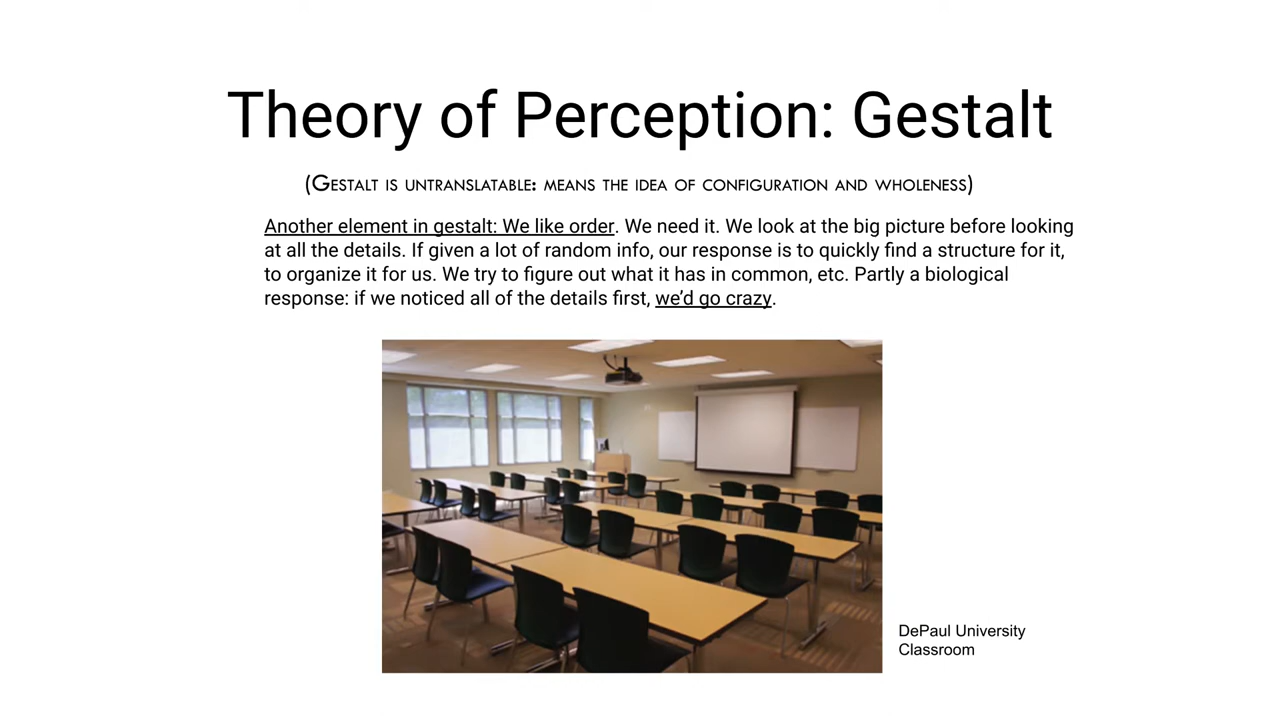 Theory of Perception: Gestalt
(Gestalt is untranslatable: means the idea of configuration and wholeness)
Another element in gestalt: We like order. We need it. We look at the big picture before looking
at all the details. If given a lot of random info, our response is to quickly find a structure for it,
to organize it for us. We try to figure out what it has in common, etc. Partly a biological
response: if we noticed all of the details first, we’d go crazy.
DePaul University
Classroom